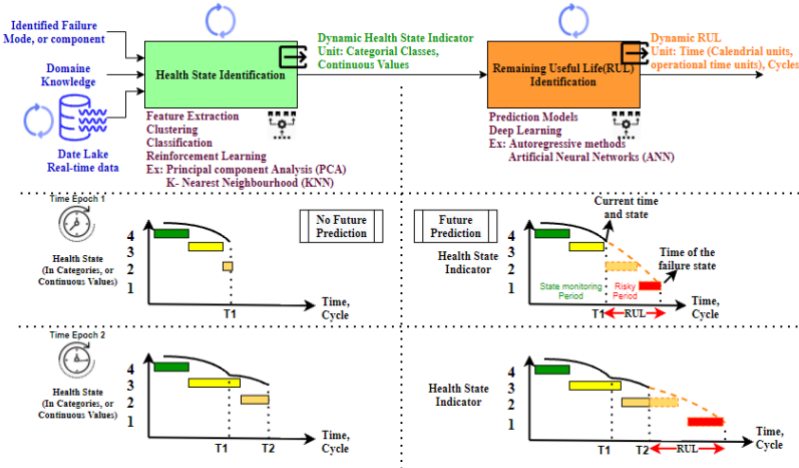 Identified Failure
Mode, or component
Domaine
Knowledge
Date Lake
Real-time data
Health State Identification
Feature Extraction
Clustering
Classification
Reinforcement Learning
Ex: Principal component Analysis (PCA)
K- Nearest Neighbourhood (KNN)
Dynamic Health State Indicator
Unit: Categorial Classes,
Continuous Values
Remaining Useful Life(RUL)
Identification
Prediction Models
Deep Learning
Ex: Autoregressive methods
Artificial Neural Networks (ANN)
Dynamic RUL
Unit: Time (Calendrial units,
operational time units), Cycles
Time Epoch 1
Health State
(In Categories, or
Continuous Values)
4
3
2
1
T1
Time,
Cycle
No Future
Prediction
Future
Prediction
Health State
Indicator
4
3
2
1
Current time
and state
Time of the
failure state
State monitoring
Period
Risky
Period
T1
RUL
Time,
Cycle
Time Epoch 2
Health State
(In Categories, or
Continuous Values)
4
3
2
1
T1
T2
Time,
Cycle
Health State
Indicator
4
3
2
1
T1
T2
RUL
Time,
Cycle